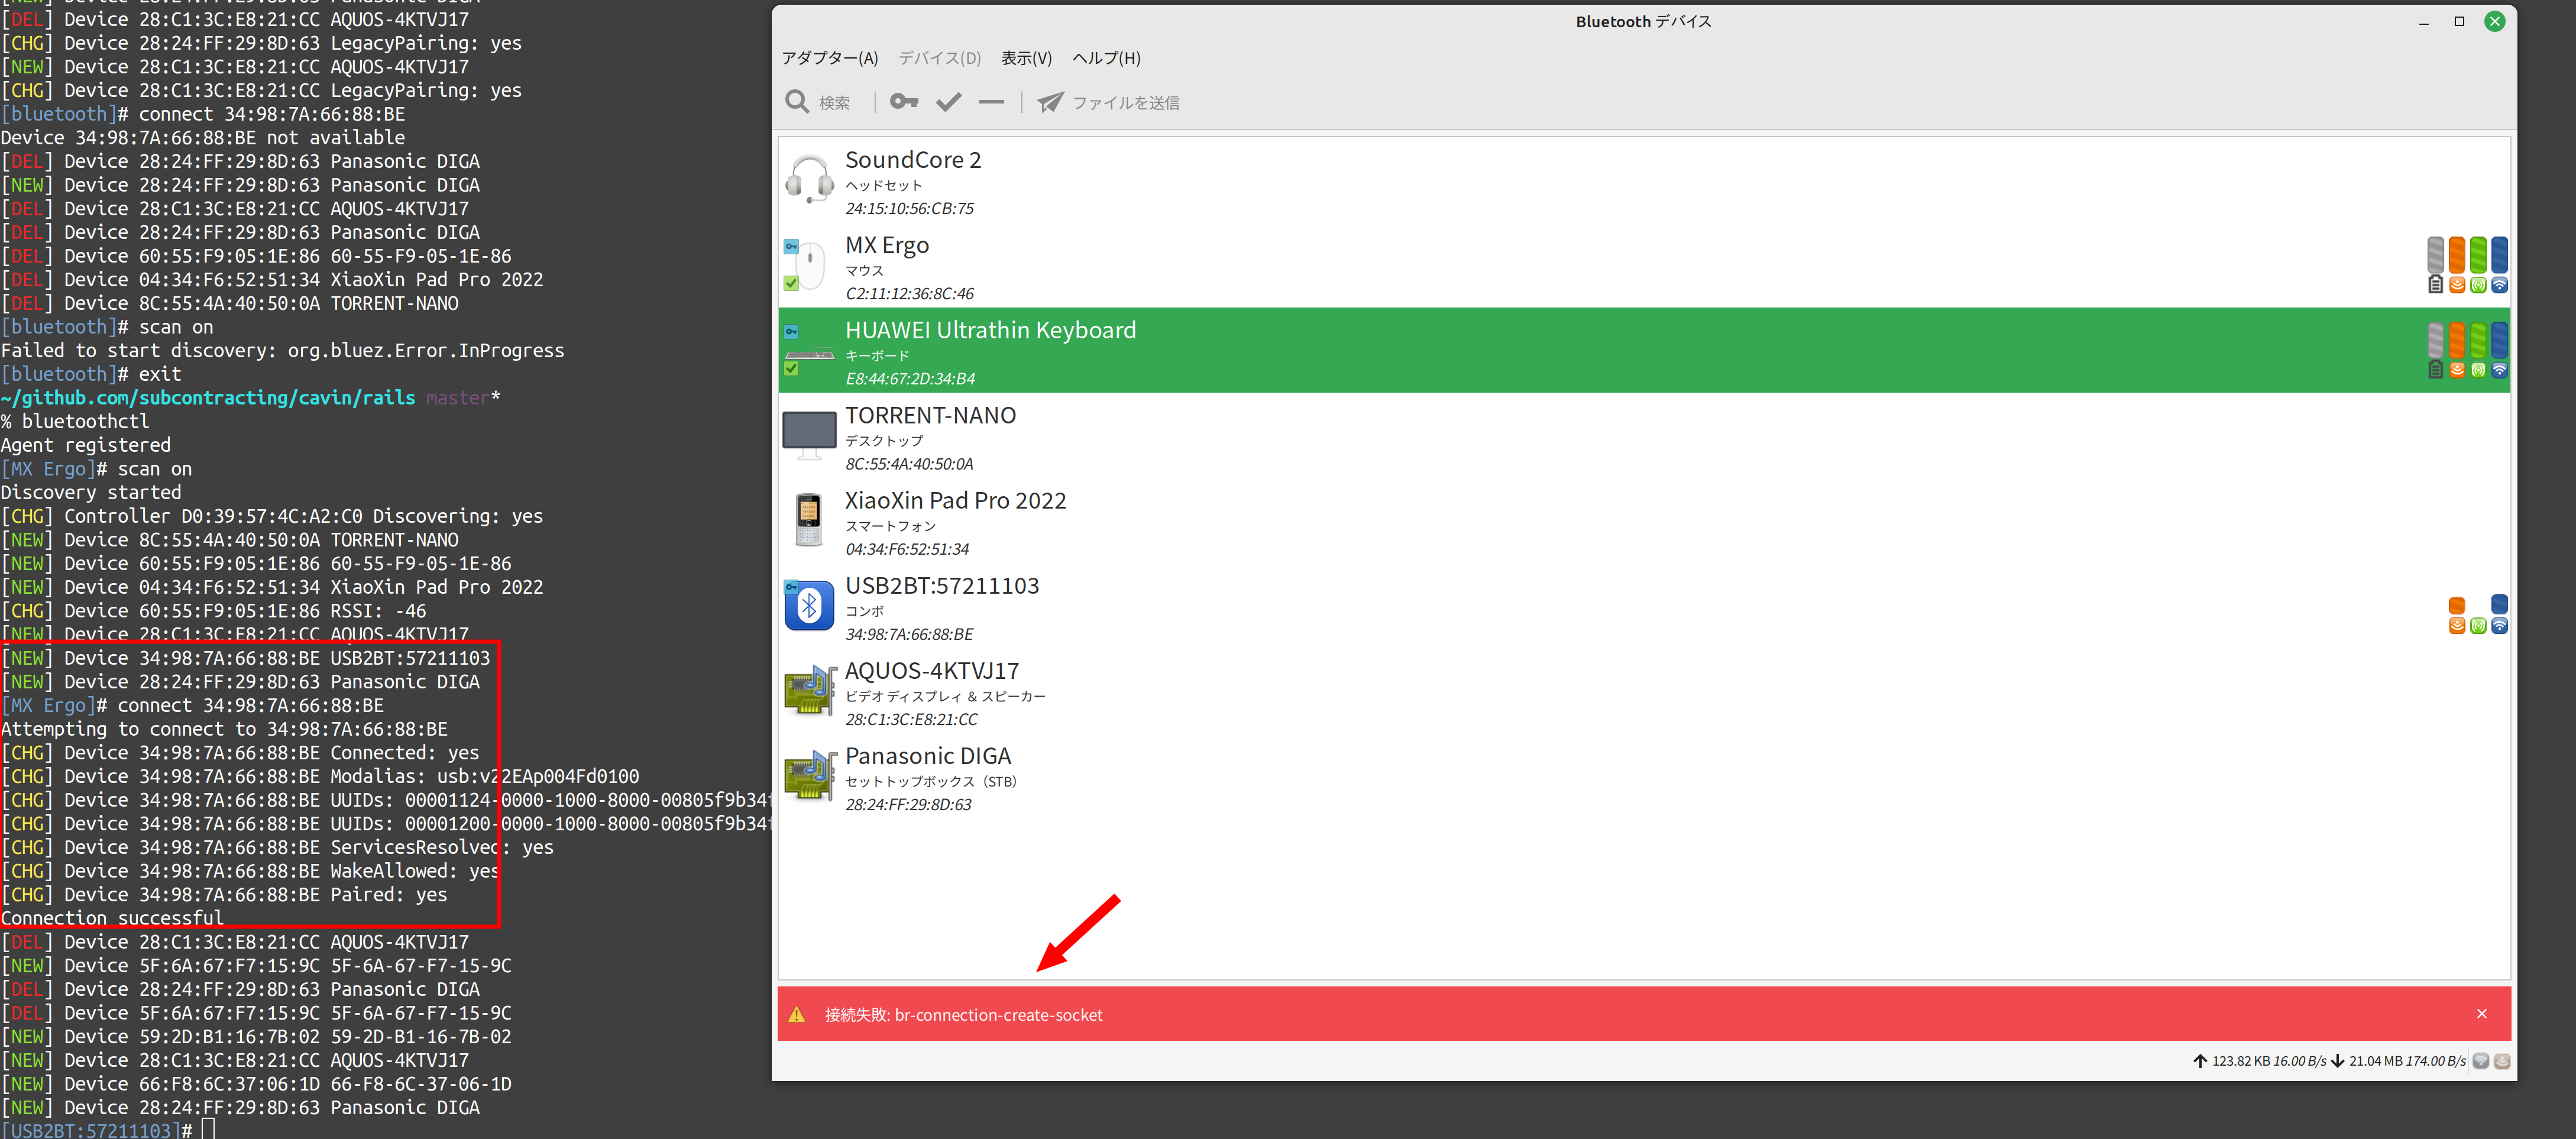 [NEW] Device 28:24:FF:29:8D:63 Panasonic DIGA
[DEL] Device 28:C1:3C:E8:21:CC AQUOS-4KTVJ17
[CHG] Device 28:24:FF:29:8D:63 LegacyPairing: yes
[NEW] Device 28:C1:3C:E8:21:CC AQUOS-4KTVJ17
[CHG] Device 28:C1:3C:E8:21:CC LegacyPairing: yes
[bluetooth]# connect 34:98:7A:66:88:BE
Device 34:98:7A:66:88:BE not available
[DEL] Device 28:24:FF:29:8D:63 Panasonic DIGA
[NEW] Device 28:24:FF:29:8D:63 Panasonic DIGA
[DEL] Device 28:C1:3C:E8:21:CC AQUOS-4KTVJ17
[DEL] Device 28:24:FF:29:8D:63 Panasonic DIGA
[DEL] Device 60:55:F9:05:1E:86 60-55-F9-05-1E-86
[DEL] Device 04:34:F6:52:51:34 XiaoXin Pad Pro 2022
[DEL] Device 8C:55:4A:40:50:0A TORRENT-NANO
[bluetooth]# scan on
Failed to start discovery: org.bluez.Error.InProgress
[bluetooth]# exit
~/github.com/subcontracting/cavin/rails master*
% bluetoothctl
Agent registered
[MX Ergo]# scan on
Discovery started
[CHG] Controller D0:39:57:4C:A2:C0 Discovering: yes
[NEW] Device 8C:55:4A:40:50:0A TORRENT-NANO
[NEW] Device 60:55:F9:05:1E:86 60-55-F9-05-1E-86
[NEW] Device 04:34:F6:52:51:34 XiaoXin Pad Pro 2022
[CHG] Device 60:55:F9:05:1E:86 RSSI: -46
[NEW] Device 28:C1:3C:E8:21:CC AQUOS-4KTVJ17
[NEW] Device 34:98:7A:66:88:BE USB2BT:57211103
[NEW] Device 28:24:FF:29:8D:63 Panasonic DIGA
[MX Ergo]# connect 34:98:7A:66:88:BE
Attempting to connect to 34:98:7A:66:88:BE
[CHG] Device 34:98:7A:66:88:BE Connected: yes
[CHG] Device 34:98:7A:66:88:BE Modalias: usb:v22EAp004Fd0100
[CHG] Device 34:98:7A:66:88:BE UUIDs: 00001124-0000-1000-8000-00805f9b34f
[CHG] Device 34:98:7A:66:88:BE UUIDs: 00001200-0000-1000-8000-00805f9b34f
[CHG] Device 34:98:7A:66:88:BE ServicesResolved: yes
[CHG] Device 34:98:7A:66:88:BE WakeAllowed: yes
[CHG] Device 34:98:7A:66:88:BE Paired: yes
Connection successful
[DEL] Device 28:C1:3C:E8:21:CC AQUOS-4KTVJ17
[NEW] Device 5F:6A:67:F7:15:9C 5F-6A-67-F7-15-9C
[DEL] Device 28:24:FF:29:8D:63 Panasonic DIGA
[DEL] Device 5F:6A:67:F7:15:9C 5F-6A-67-F7-15-9C
[NEW] Device 59:2D:B1:16:7B:02 59-2D-B1-16-7B-02
[NEW] Device 28:C1:3C:E8:21:CC AQUOS-4KTVJ17
[NEW] Device 66:F8:6C:37:06:1D 66-F8-6C-37-06-1D
[NEW] Device 28:24:FF:29:8D:63 Panasonic DIGA
[USB2BT:57211103]#
Bluetooth デバイス
アダプター(A) デバイス(D) 表示(V) ヘルプ(H)
検索 ファイルを送信
SoundCore 2
ヘッドセット
24:15:10:56:CB:75
MX Ergo
マウス
C2:11:12:36:8C:46
HUAWEI Ultrathin Keyboard
キーボード
E8:44:67:2D:34:B4
TORRENT-NANO
デスクトップ
8C:55:4A:40:50:0A
XiaoXin Pad Pro 2022
スマートフォン
04:34:F6:52:51:34
USB2BT:57211103
コンボ
34:98:7A:66:88:BE
AQUOS-4KTVJ17
ビデオ ディスプレィ & スピーカー
28:C1:3C:E8:21:CC
Panasonic DIGA
セットトップボックス（STB）
28:24:FF:29:8D:63
接続失敗: br-connection-create-socket
123.82 KB 16.00 B/s 21.04 MB 174.00 B/s